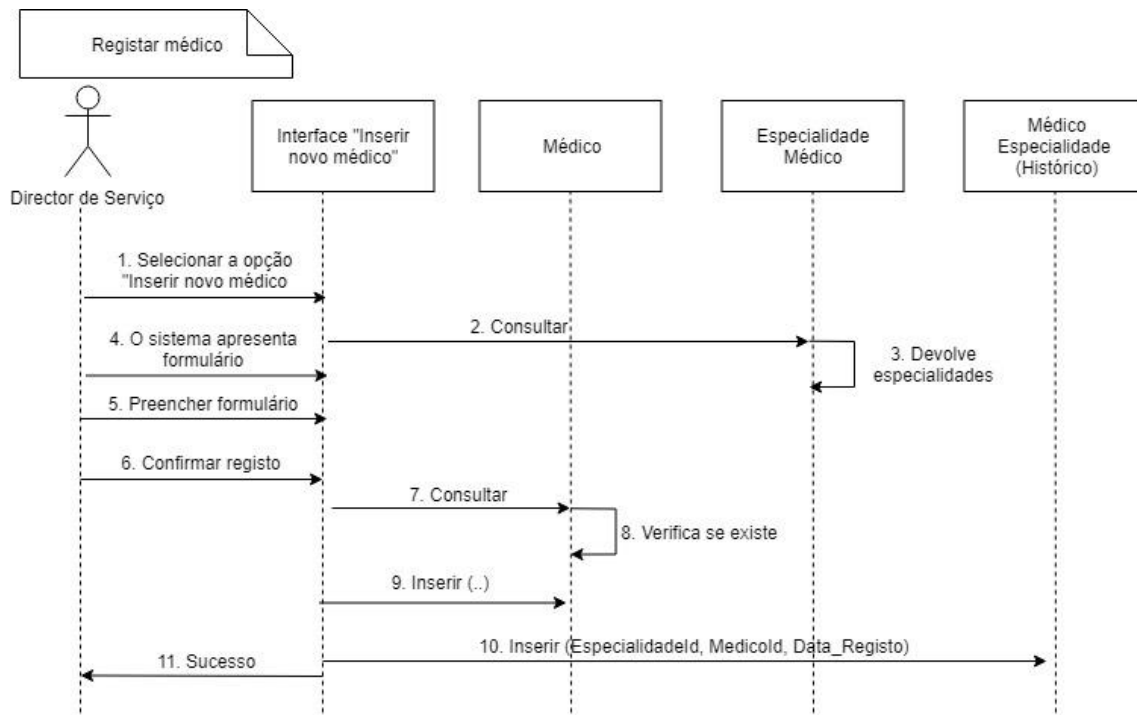 Registar médico
Director de Serviço
Interface "Inserir
novo médico"
Médico
Especialidade
Médico
Médico
Especialidade
(Histórico)
1. Selecionar a opção
"Inserir novo médico
2. Consultar
3. Devolve
especialidades
4. O sistema apresenta
formulário
5. Preencher formulário
6. Confirmar registo
7. Consultar
8. Verifica se existe
9. Inserir (..)
10. Inserir (EspecialidadeId, MedicoId, Data_Registo)
11. Sucesso